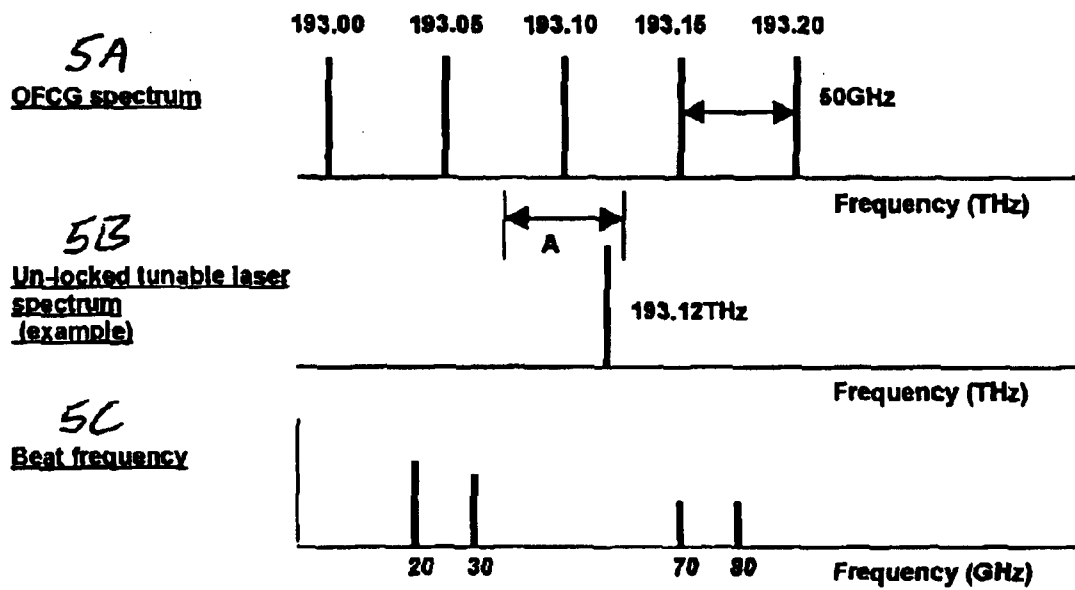 193.00 193.05 193.10 193.15 193.20
5A
OFCG spectrum
50GHz
Frequency (THz)
5B
A
Un-locked tunable laser
spectrum
(example)
193.12THz
Frequency (THz)
5C
Beat frequency
20 30 70 80
Frequency (GHz)